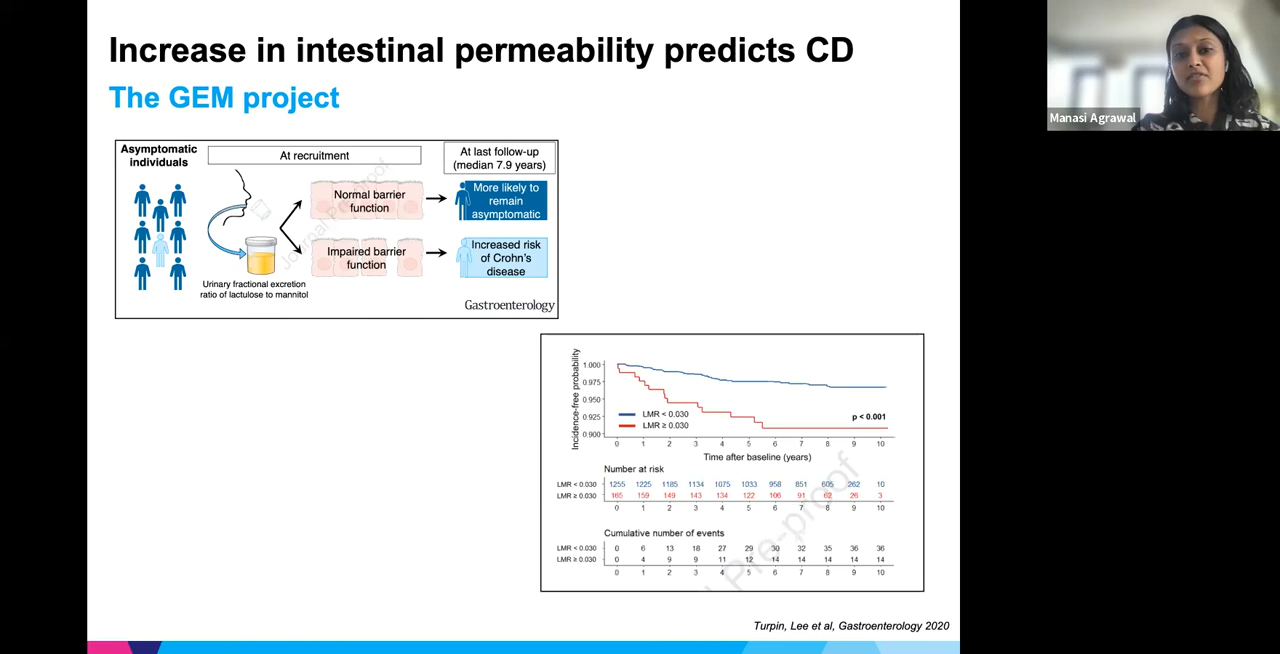 Increase in intestinal permeability predicts CD
The GEM project
Manasi Agrawal
Asymptomatic
individuals
At recruitment
At last follow-up
(median 7.9 years)
Normal barrier
function
More likely to
remain
asymptomatic
Impaired barrier
function
Increased risk
of Crohn's
disease
Urinary fractional excretion
ratio of lactulose to mannitol
Gastroenterology
Journal Pre-proof
Incidence-free probability
1.000
0.975
0.950
0.925
0.900
LMR < 0.030
LMR ≥ 0.030
p < 0.001
0 1 2 3 4 5 6 7 8 9 10
Time after baseline (years)
Number at risk
LMR < 0.030 1255 1225 1185 1134 1075 1033 958 851 605 262 10
LMR ≥ 0.030 165 159 149 143 134 122 106 91 62 26 3
0 1 2 3 4 5 6 7 8 9 10
Cumulative number of events
LMR < 0.030 0 6 13 18 27 29 30 32 35 36 36
LMR ≥ 0.030 0 4 9 9 11 12 14 14 14 14 14
0 1 2 3 4 5 6 7 8 9 10
l Pre-proof
Turpin, Lee et al, Gastroenterology 2020